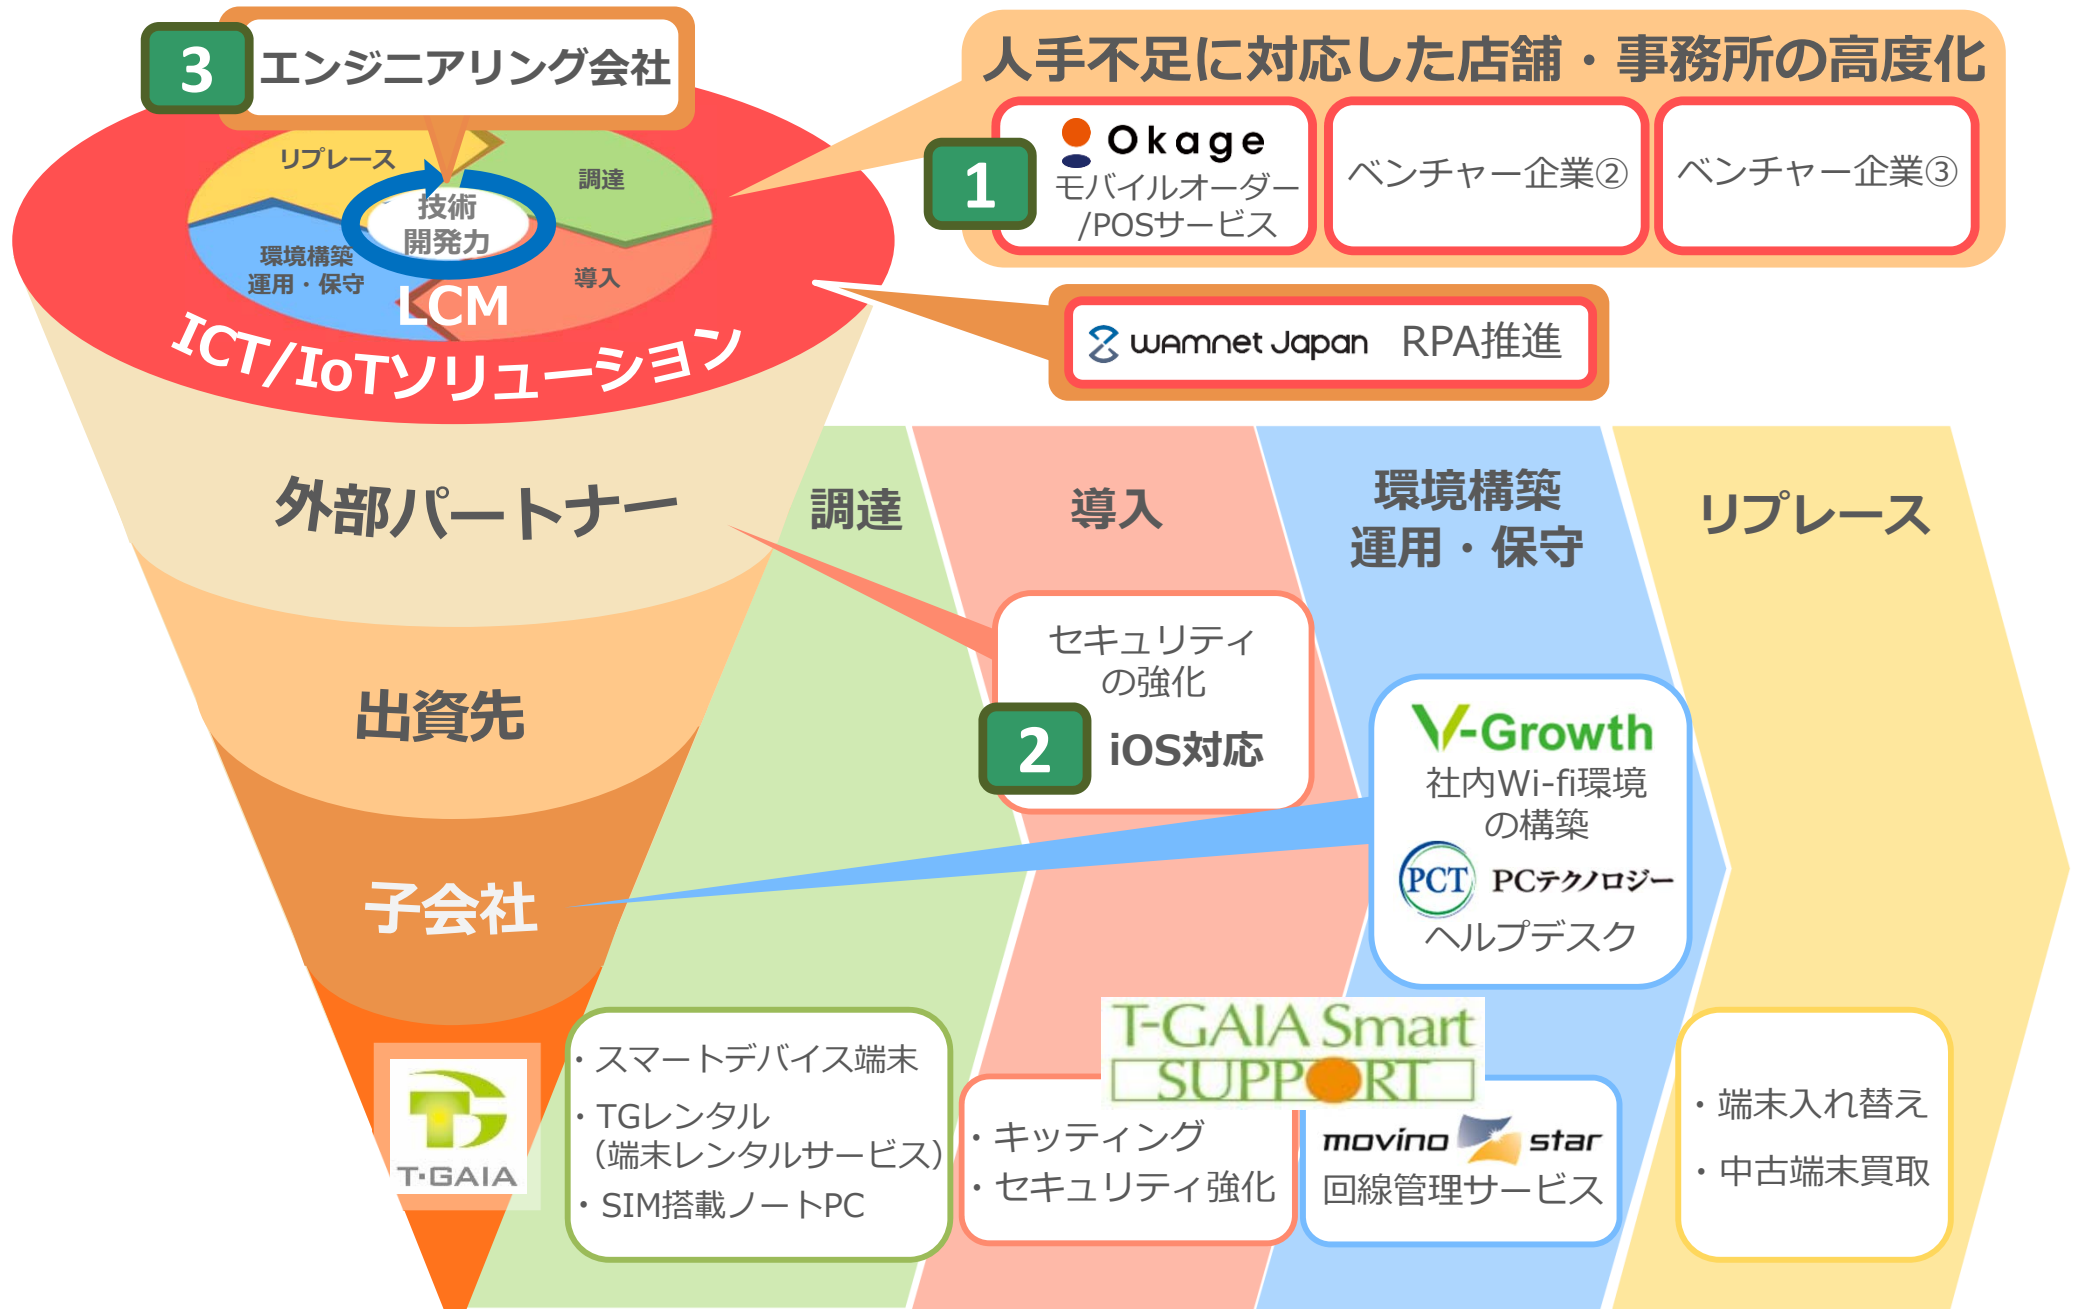 3
エンジニアリング会社
人手不足に対応した店舗・事務所の高度化
1
Okage
モバイルオーダー
/POSサービス
ベンチャー企業②
ベンチャー企業③
リプレース
調達
技術
開発力
環境構築
運用・保守
導入
LCM
ICT/IoTソリューション
wamnet Japan RPA推進
外部パートナー
調達
導入
環境構築
運用・保守
リプレース
セキュリティ
の強化
2
iOS対応
出資先
V-Growth
社内Wi-fi環境
の構築
PCT PCテクノロジー
ヘルプデスク
子会社
T-GAIA
・スマートデバイス端末
・TGレンタル
（端末レンタルサービス）
・SIM搭載ノートPC
T-GAIA Smart
SUPPORT
・キッティング
・セキュリティ強化
movino star
回線管理サービス
・端末入れ替え
・中古端末買取